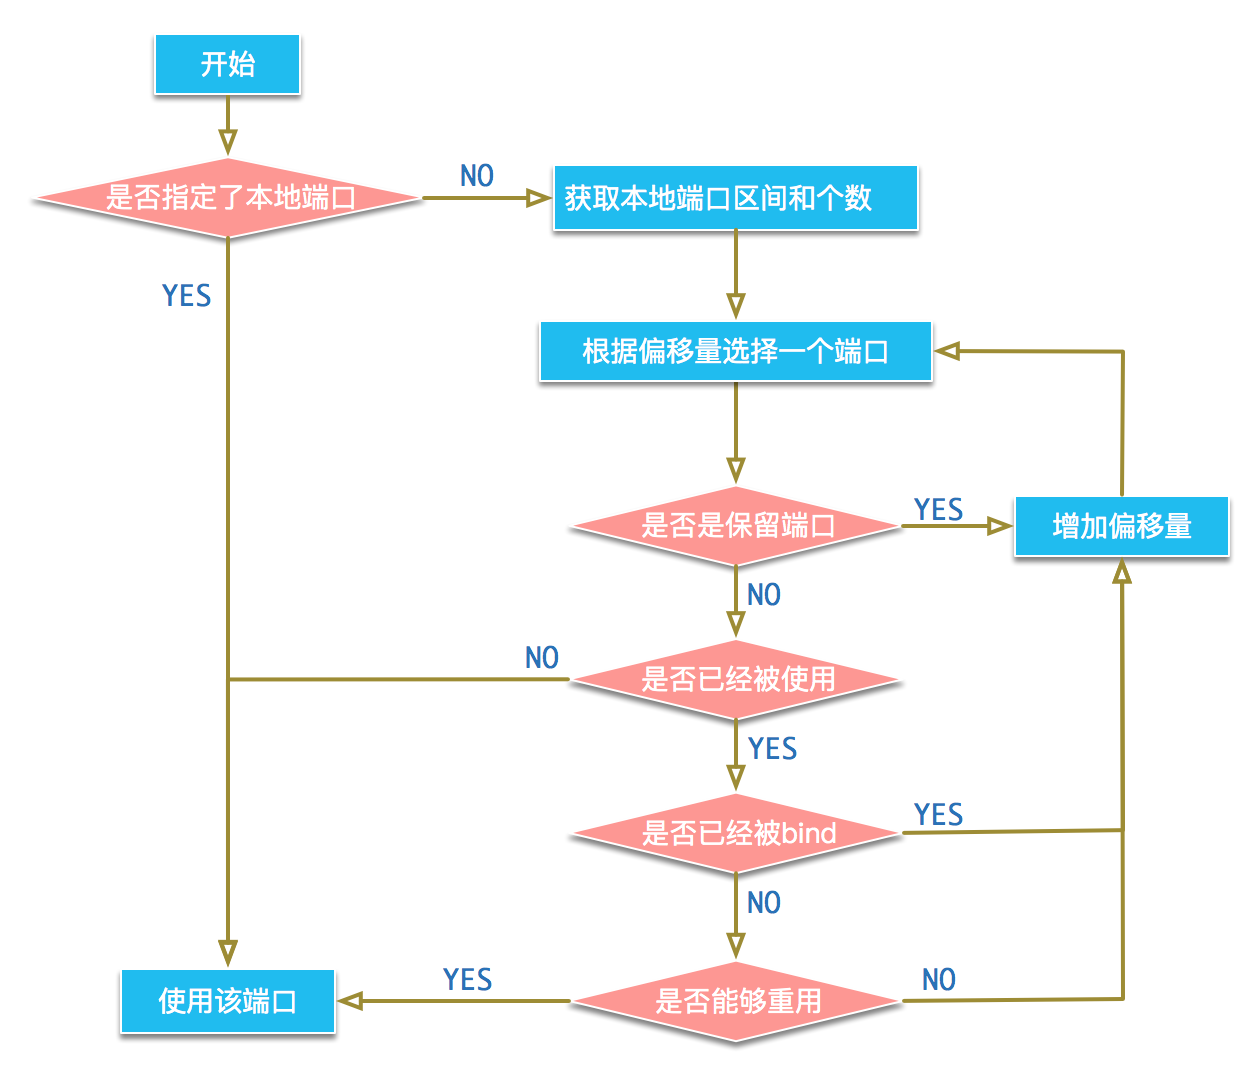 开始
是否指定了本地端口
NO
获取本地端口区间和个数
YES
根据偏移量选择一个端口
是否是保留端口
YES
增加偏移量
NO
是否已经被使用
NO
YES
是否已经被bind
YES
NO
是否能够重用
YES
NO
使用该端口